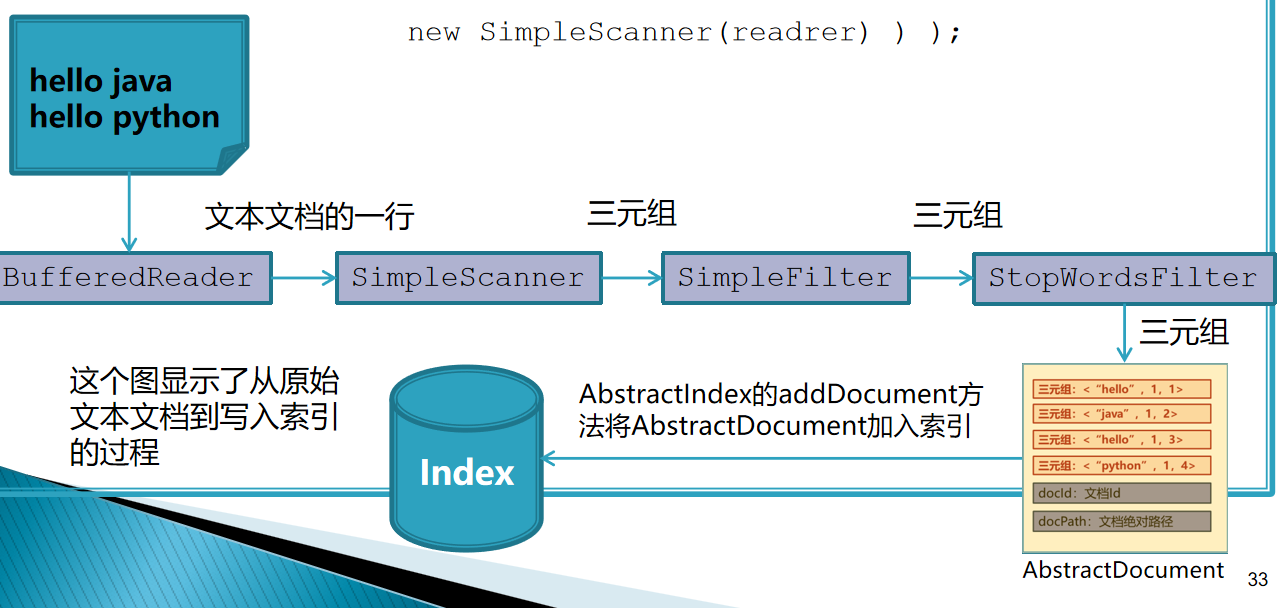 new SimpleScanner(readrer) ) );
hello java
hello python
文本文档的一行
三元组
三元组
BufferedReader
SimpleScanner
SimpleFilter
StopWordsFilter
三元组
这个图显示了从原始
文本文档到写入索引
的过程
Index
AbstractIndex的addDocument方
法将AbstractDocument加入索引
三元组:<“hello”,1,1>
三元组:<“java”,1,2>
三元组:<“hello”,1,3>
三元组:<“python”,1,4>
docId:文档Id
docPath:文档绝对路径
AbstractDocument
33